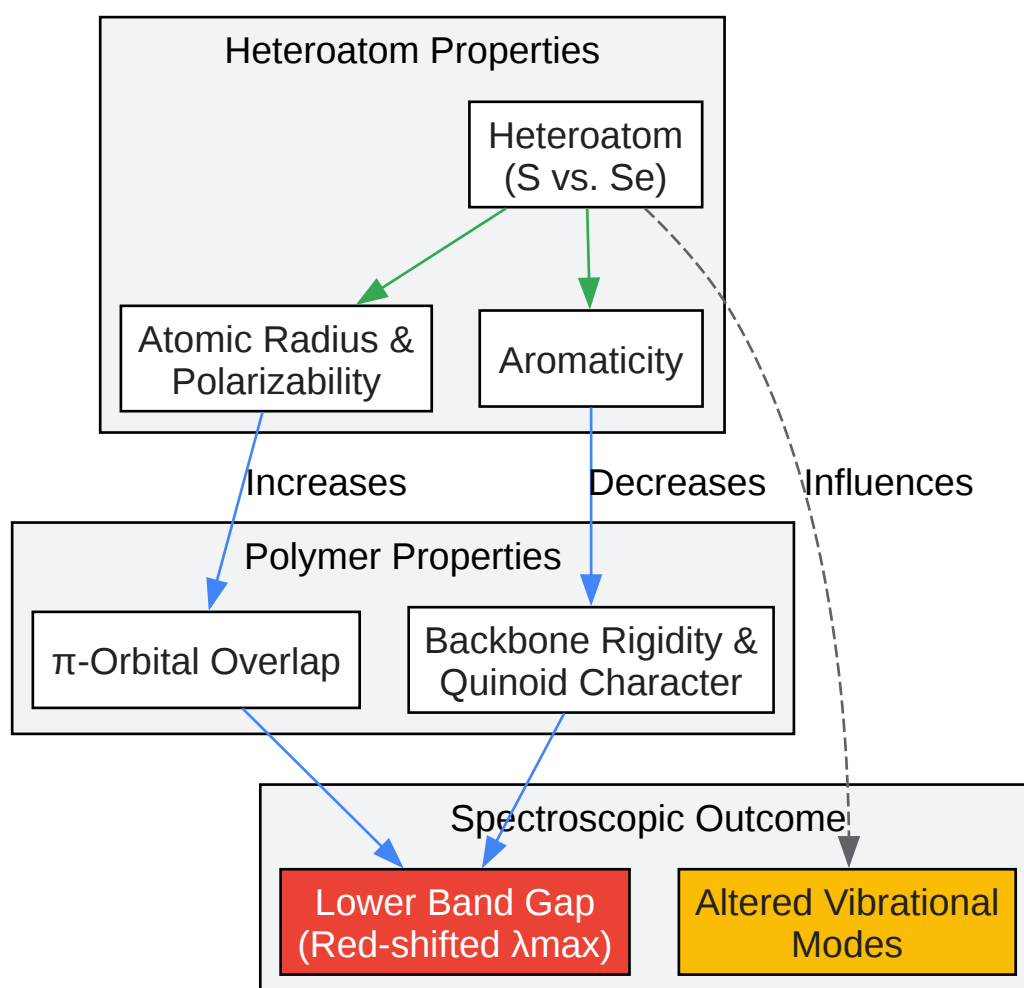 Heteroatom Properties
Heteroatom
(S vs. Se)
Atomic Radius &
Polarizability
Aromaticity
Increases
Decreases
Influences
Polymer Properties
π-Orbital Overlap
Backbone Rigidity &
Quinoid Character
Spectroscopic Outcome
Lower Band Gap
(Red-shifted λmax)
Altered Vibrational
Modes